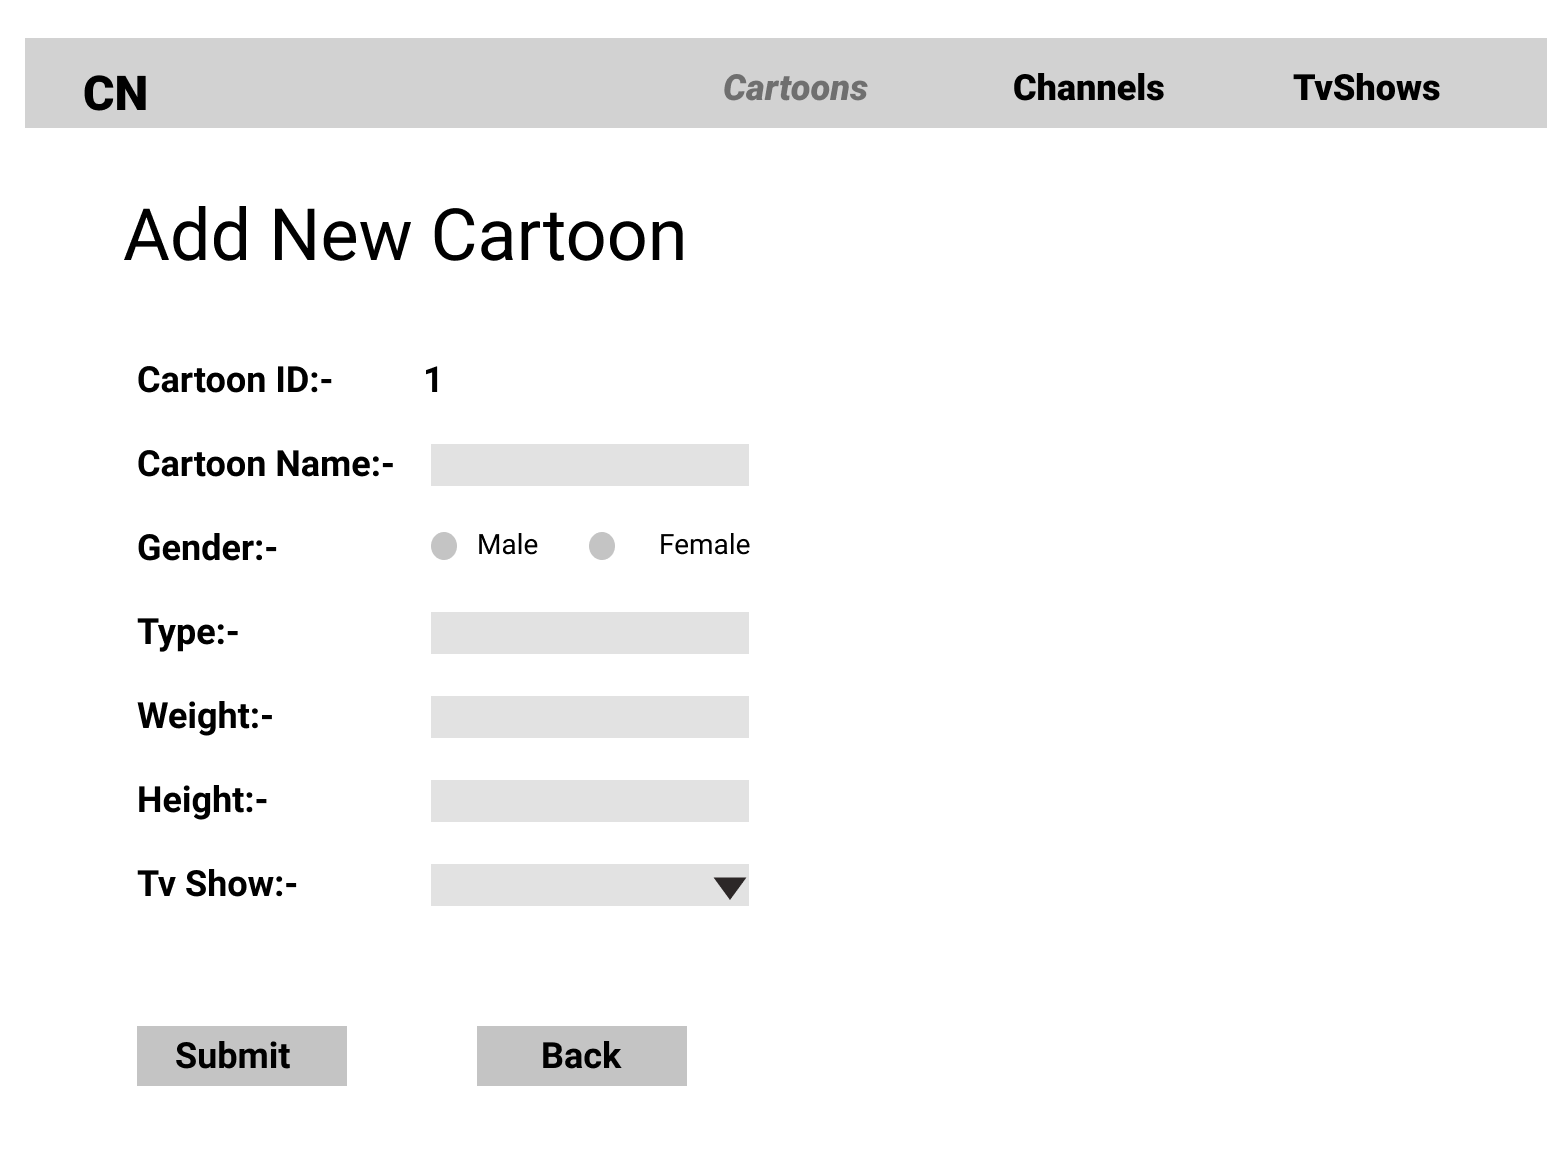 CN Cartoons Channels TvShows
Add New Cartoon
Cartoon ID:- 1
Cartoon Name:-
Gender:- Male Female
Type:-
Weight:-
Height:-
Tv Show:-
Submit Back